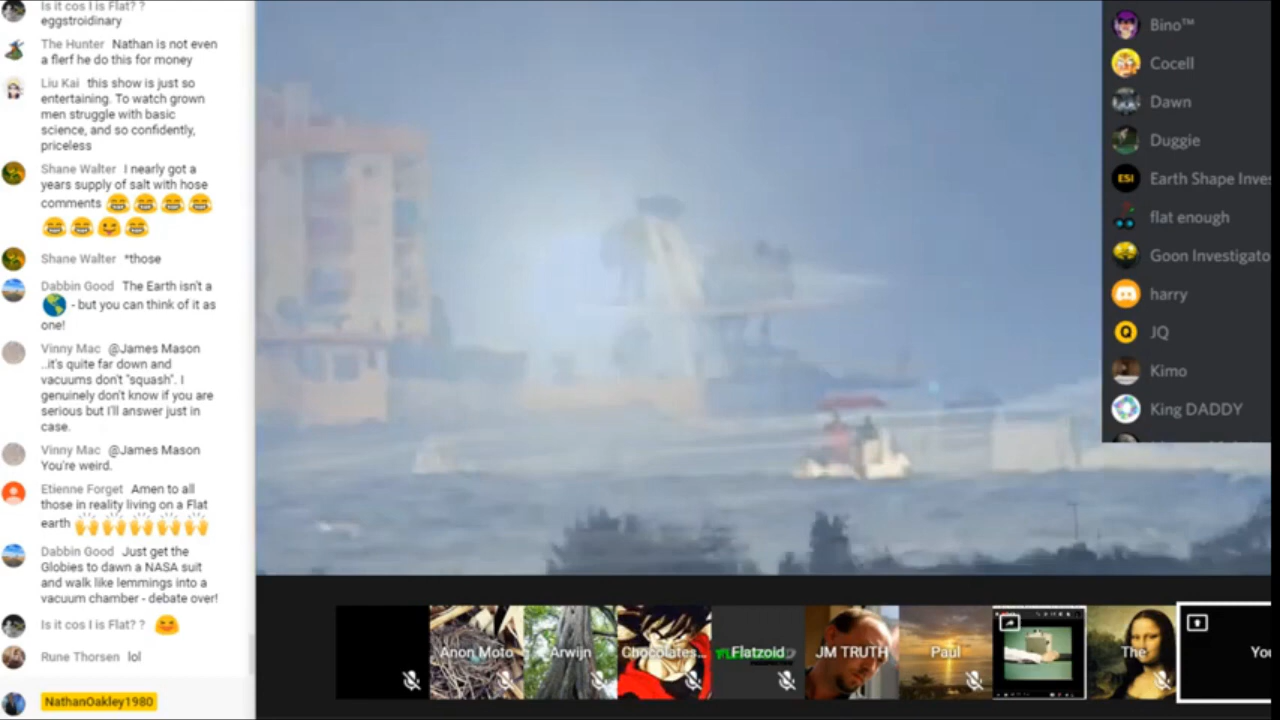 Is it cos I is Flat? ?
eggstroidinary
The Hunter Nathan is not even
a flerf he do this for money
Liu Kai this show is just so
entertaining. To watch grown
men struggle with basic
science, and so confidently,
priceless
Shane Walter I nearly got a
years supply of salt with hose
comments 😂 😂 😂 😂
😂 😂 😜 😂
Shane Walter *those
Dabbin Good The Earth isn't a
🌎 - but you can think of it as
one!
Vinny Mac @James Mason
..it's quite far down and
vacuums don't "squash". I
genuinely don't know if you are
serious but I'll answer just in
case.
Vinny Mac @James Mason
You're weird.
Etienne Forget Amen to all
those in reality living on a Flat
earth 🙌 🙌 🙌 🙌 🙌
Dabbin Good Just get the
Globies to dawn a NASA suit
and walk like lemmings into a
vacuum chamber - debate over!
Is it cos I is Flat? ? 😆
Rune Thorsen lol
NathanOakley1980
Bino™
Cocell
Dawn
Duggie
ESI Earth Shape Inves
flat enough
Goon Investigato
harry
Q JQ
Kimo
King DADDY
Anon Moto
Arwijn
Chocolates...
Flatzoid
JM TRUTH
Paul
The
You